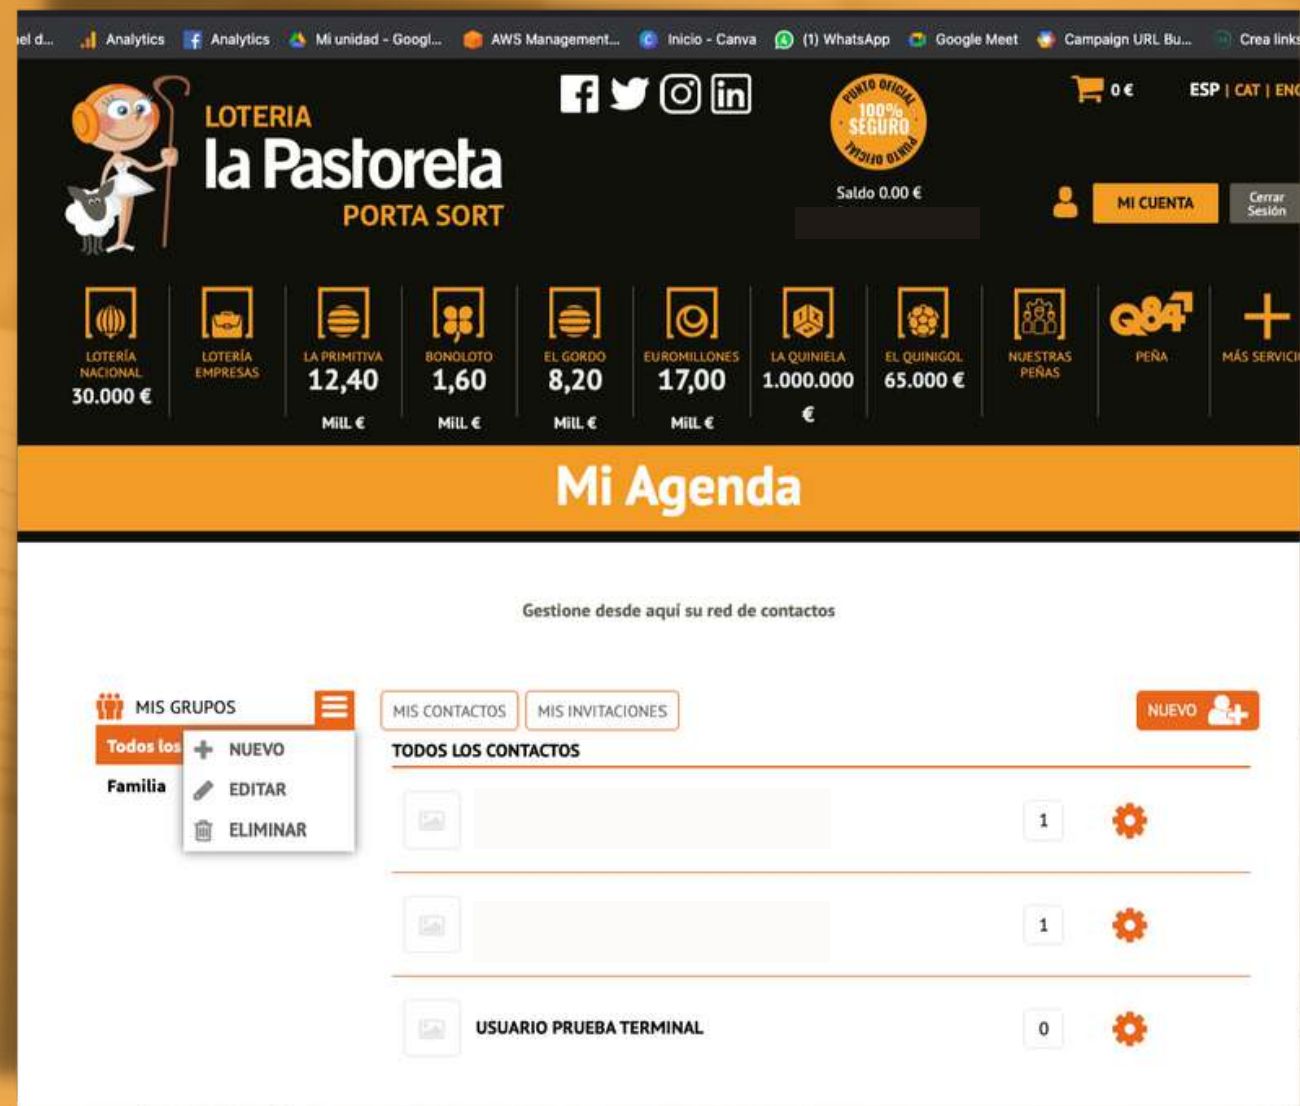 Analytics
Analytics
Mi unidad - Googl...
AWS Management...
Inicio - Canva
(1) WhatsApp
Google Meet
Campaign URL Bu...
Crea links
LOTERIA
la Pastoreta
PORTA SORT
PUNTO OFICIAL
100%
SEGURO
PUNTO OFICIAL
0 €
ESP | CAT | ENG
Saldo 0.00 €
MI CUENTA
Cerrar
Sesión
LOTERÍA
NACIONAL
30.000 €
LOTERÍA
EMPRESAS
LA PRIMITIVA
12,40
Mill. €
BONOLOTO
1,60
Mill. €
EL GORDO
8,20
Mill. €
EUROMILLONES
17,00
Mill. €
LA QUINIELA
1.000.000
€
EL QUINIGOL
65.000 €
NUESTRAS
PEÑAS
Q84
PEÑA
MÁS SERVICI
Mi Agenda
Gestione desde aquí su red de contactos
MIS GRUPOS
Todos los
Familia
NUEVO
EDITAR
ELIMINAR
MIS CONTACTOS
MIS INVITACIONES
NUEVO
TODOS LOS CONTACTOS
1
1
USUARIO PRUEBA TERMINAL
0